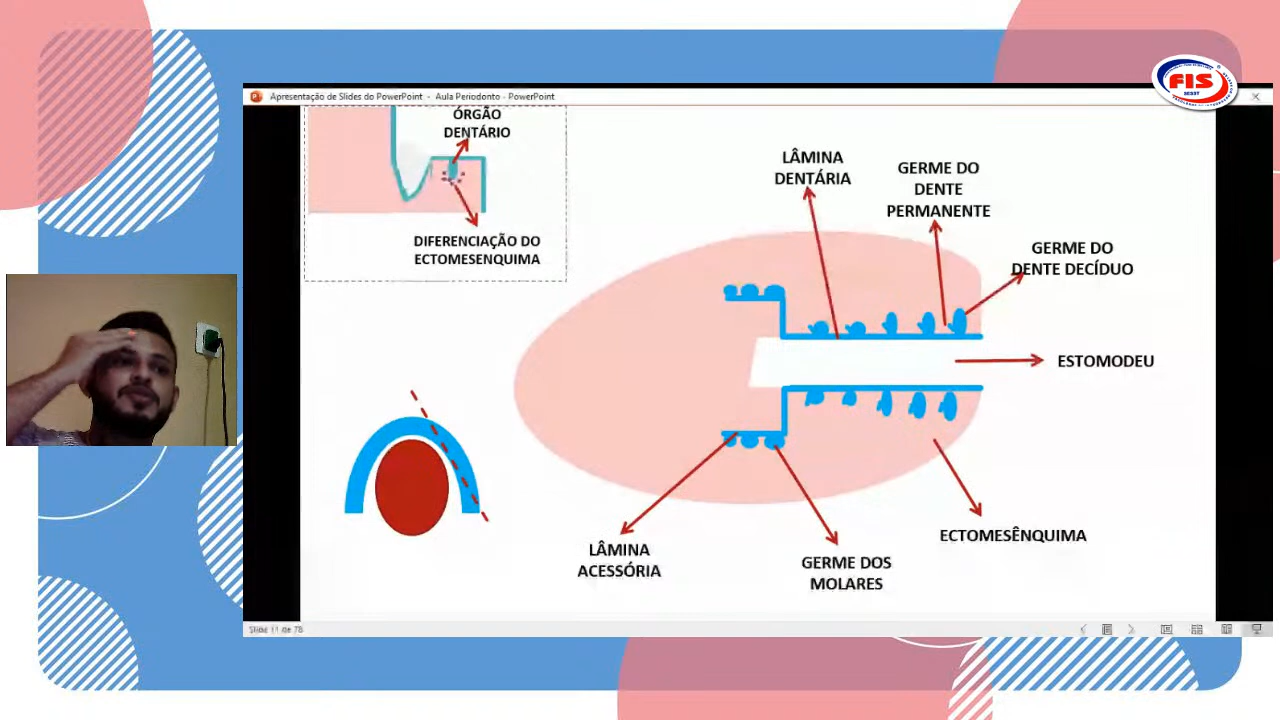 FIS
SESST
Apresentação de Slides do PowerPoint - Aula Periodonto - PowerPoint
ÓRGÃO
DENTÁRIO
DIFERENCIAÇÃO DO
ECTOMESENQUIMA
LÂMINA
DENTÁRIA
GERME DO
DENTE
PERMANENTE
GERME DO
DENTE DECÍDUO
ESTOMODEU
ECTOMESÊNQUIMA
LÂMINA
ACESSÓRIA
GERME DOS
MOLARES
Slide 11 de 78